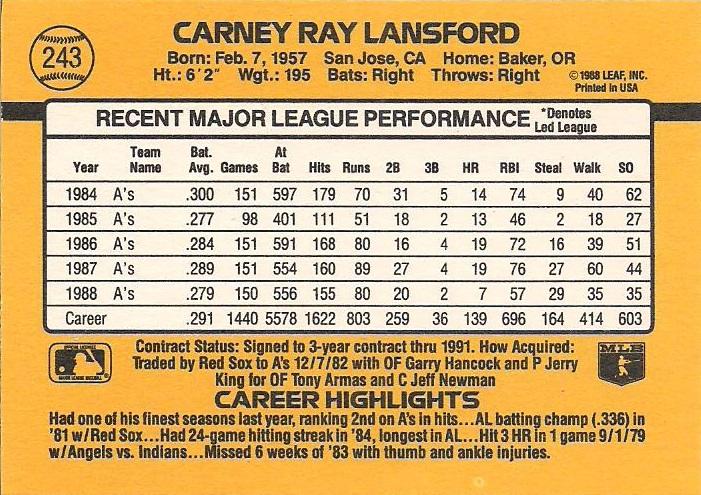 243
CARNEY RAY LANSFORD
Born: Feb. 7, 1957 San Jose, CA Home: Baker, OR
Ht.: 6'2" Wgt.: 195 Bats: Right Throws: Right
©1988 LEAF, INC.
Printed in USA
RECENT MAJOR LEAGUE PERFORMANCE *Denotes Led League
Year Team Name Bat. Avg. Games At Bat Hits Runs 2B 3B HR RBI Steal Walk SO
1984 A's .300 151 597 179 70 31 5 14 74 9 40 62
1985 A's .277 98 401 111 51 18 2 13 46 2 18 27
1986 A's .284 151 591 168 80 16 4 19 72 16 39 51
1987 A's .289 151 554 160 89 27 4 19 76 27 60 44
1988 A's .279 150 556 155 80 20 2 7 57 29 35 35
Career .291 1440 5578 1622 803 259 36 139 696 164 414 603
Contract Status: Signed to 3-year contract thru 1991. How Acquired:
Traded by Red Sox to A's 12/7/82 with OF Garry Hancock and P Jerry
King for OF Tony Armas and C Jeff Newman
MLB
CAREER HIGHLIGHTS
Had one of his finest seasons last year, ranking 2nd on A's in hits...AL batting champ (.336) in
'81 w/Red Sox...Had 24-game hitting streak in '84, longest in AL...Hit 3 HR in 1 game 9/1/79
w/Angels vs. Indians...Missed 6 weeks of '83 with thumb and ankle injuries.